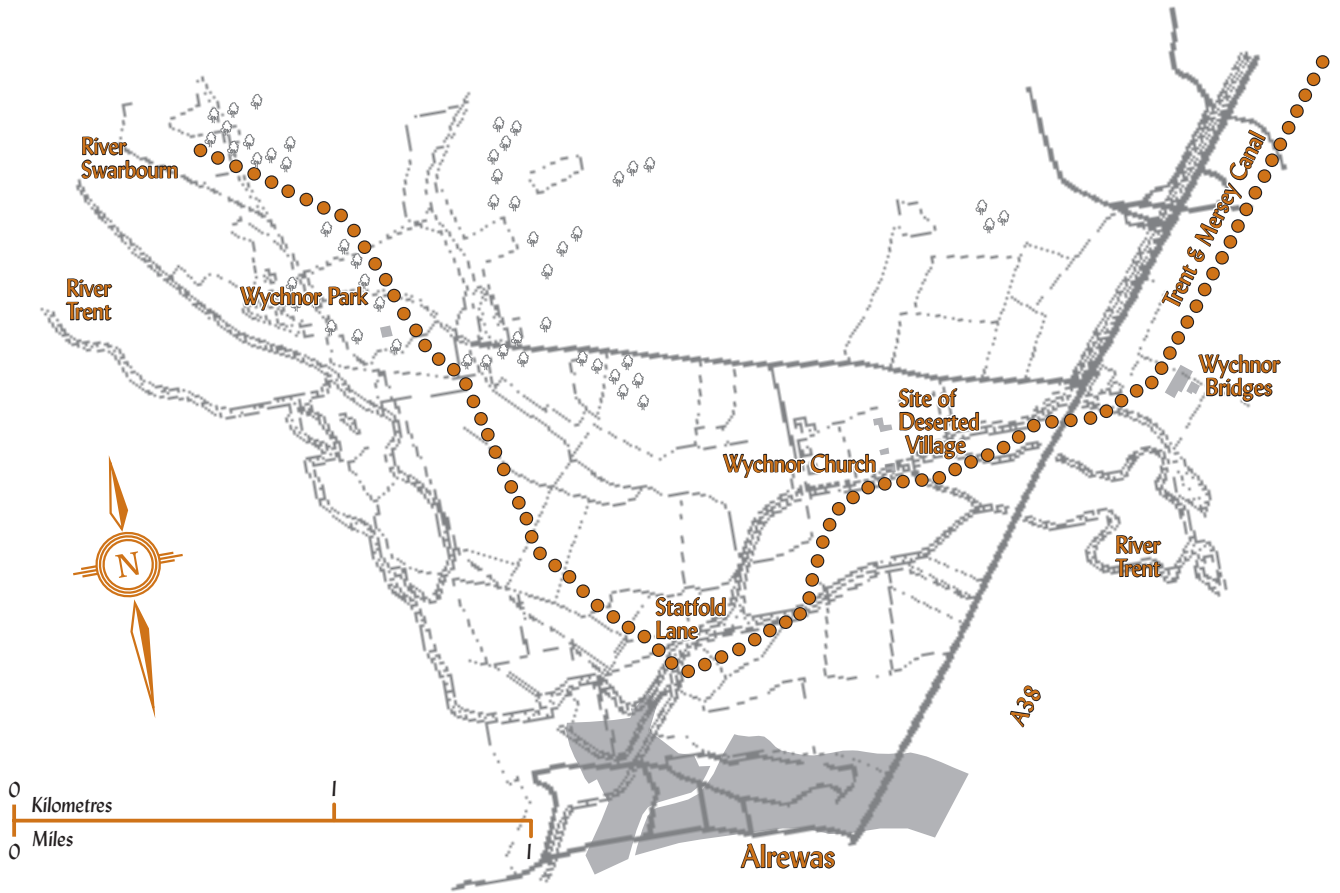 River
Swarbourn
River
Trent
Wychnor Park
Trent & Mersey Canal
Wychnor
Bridges
Site of
Deserted
Village
Wychnor Church
River
Trent
Statfold
Lane
N
A38
0
1
Kilometres
Miles
0
1
Alrewas